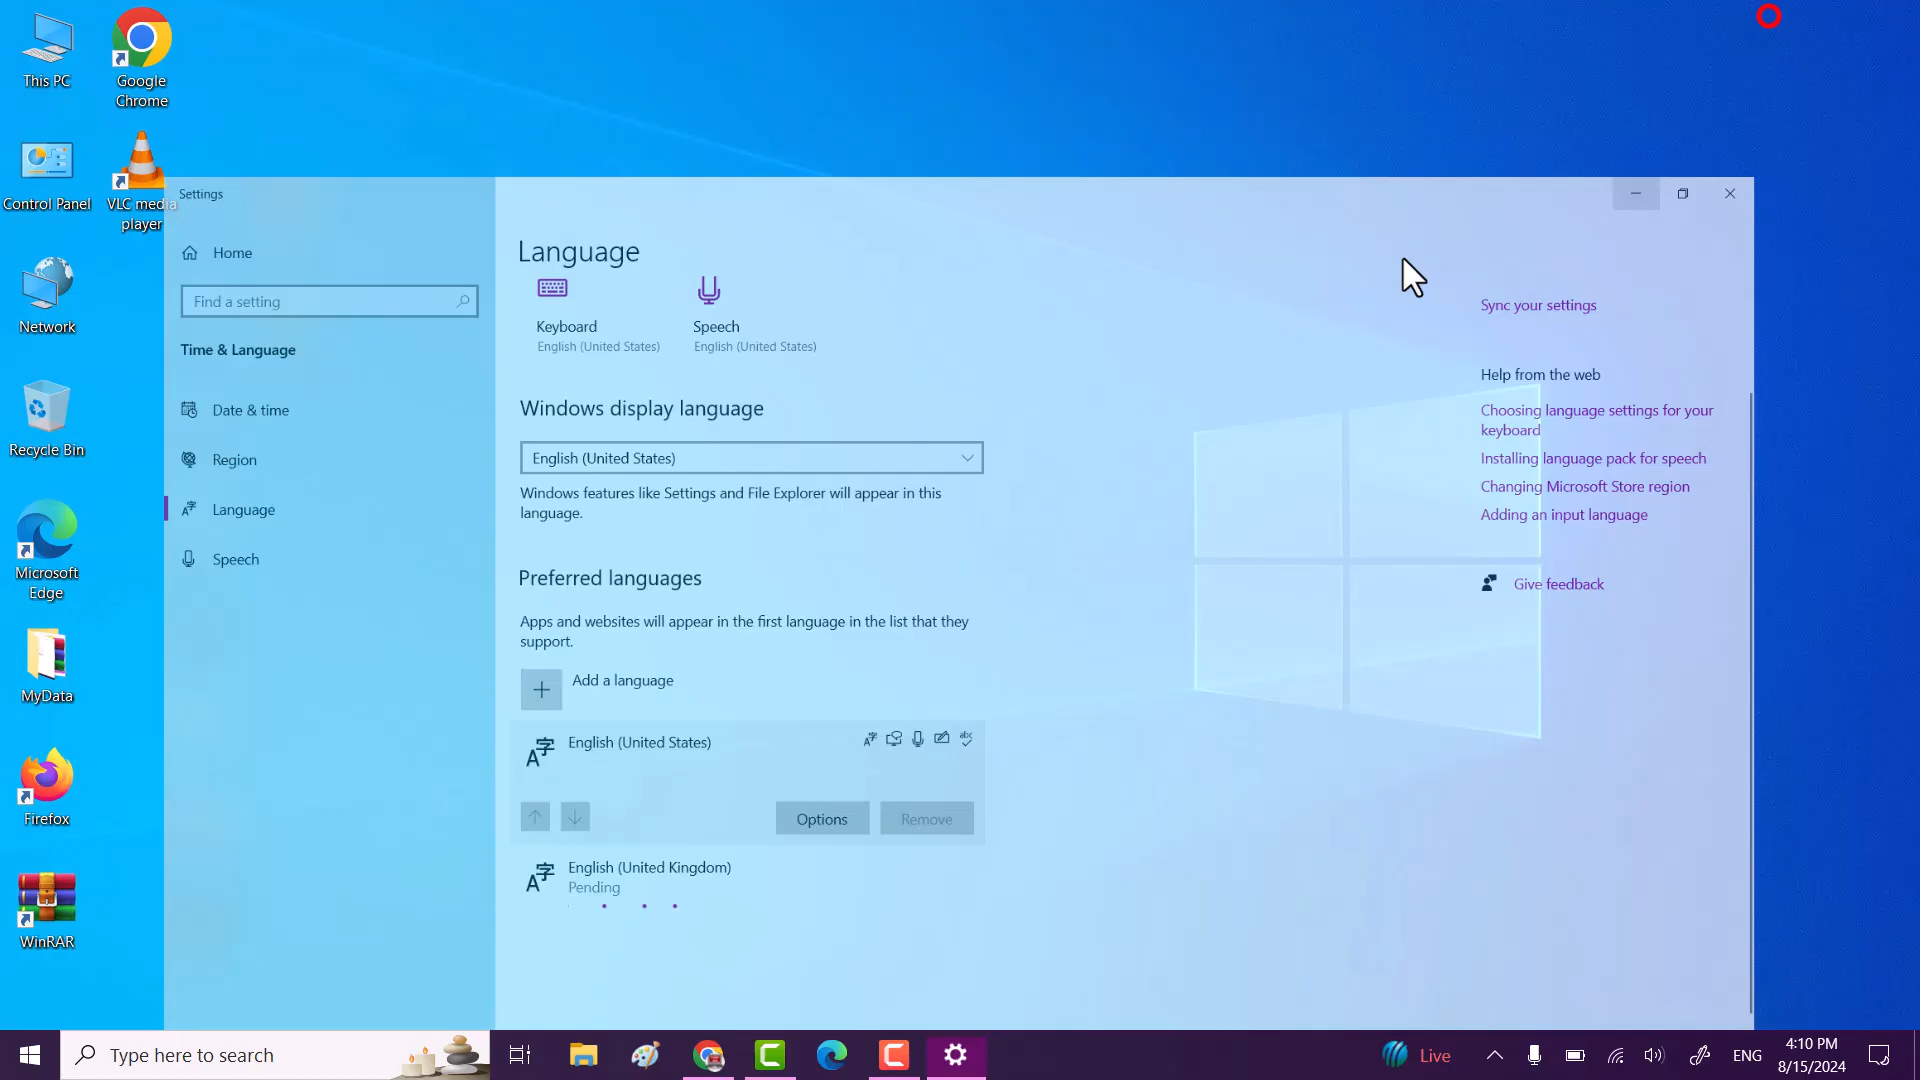 This PC
Google
Chrome
Control Panel
VLC media
player
Network
Recycle Bin
Microsoft
Edge
MyData
Firefox
WinRAR
Settings
Home
Find a setting
Time & Language
Date & time
Region
Language
Speech
Language
Keyboard
English (United States)
Speech
English (United States)
Windows display language
English (United States)
Windows features like Settings and File Explorer will appear in this
language.
Preferred languages
Apps and websites will appear in the first language in the list that they
support.
Add a language
English (United States)
Options
Remove
English (United Kingdom)
Pending
Sync your settings
Help from the web
Choosing language settings for your
keyboard
Installing language pack for speech
Changing Microsoft Store region
Adding an input language
Give feedback
Type here to search
Live
ENG
4:10 PM
8/15/2024